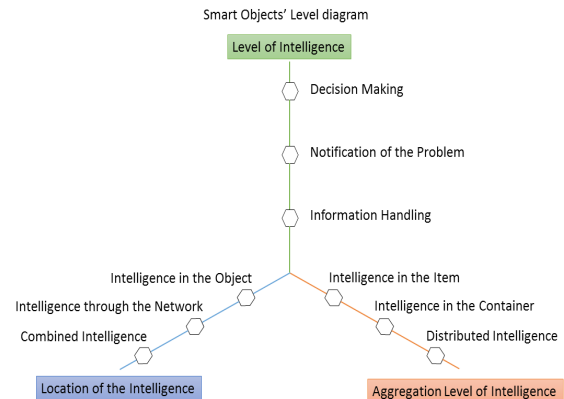 Smart Objects' Level diagram
Level of Intelligence
Decision Making
Notification of the Problem
Information Handling
Intelligence in the Object
Intelligence through the Network
Combined Intelligence
Location of the Intelligence
Intelligence in the Item
Intelligence in the Container
Distributed Intelligence
Aggregation Level of Intelligence